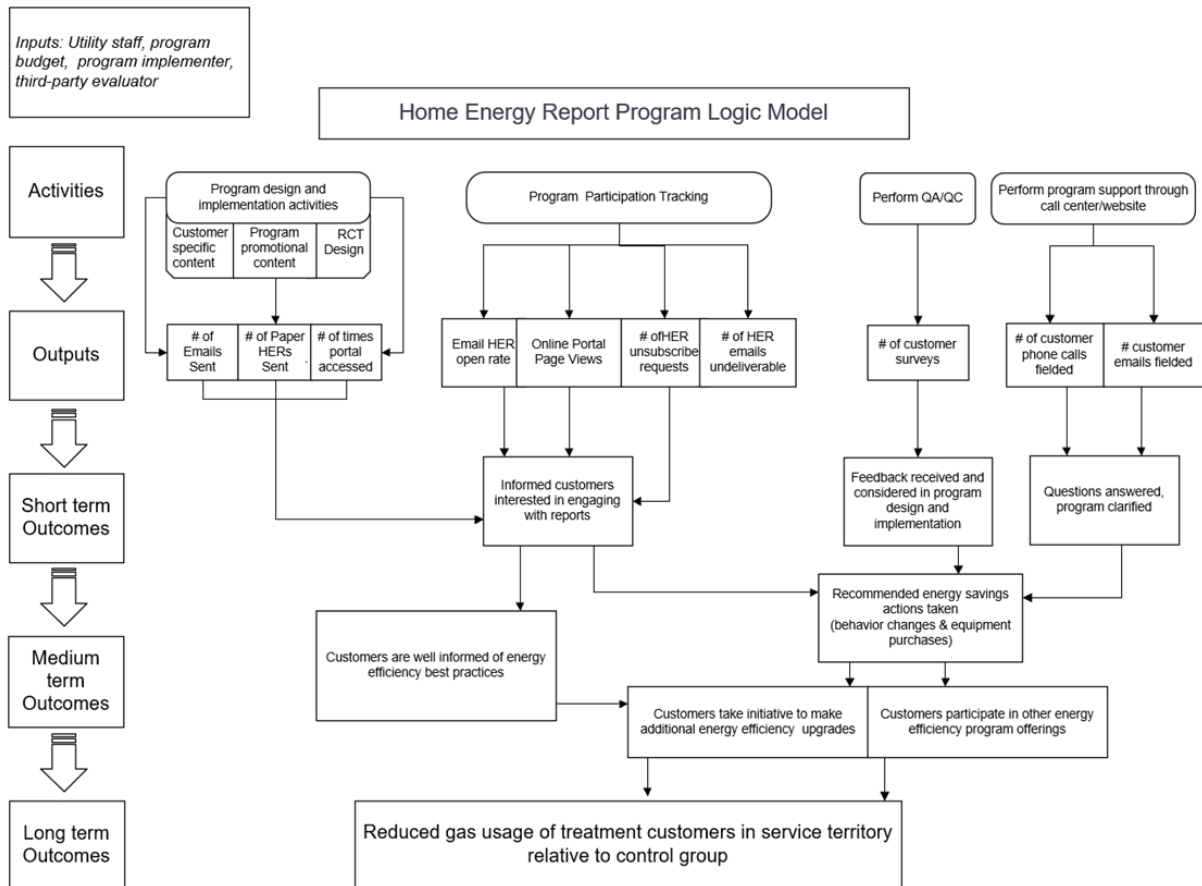 Inputs: Utility staff, program
budget, program implementer,
third-party evaluator
Home Energy Report Program Logic Model
Activities
Program design and
implementation activities
Customer
specific
content
Program
promotional
content
RCT
Design
Program Participation Tracking
Perform QA/QC
Perform program support through
call center/website
Outputs
# of
Emails
Sent
# of Paper
HERs
Sent
# of times
portal
accessed
Email HER
open rate
Online Portal
Page Views
# ofHER
unsubscribe
requests
# of HER
emails
undeliverable
# of customer
surveys
# of customer
phone calls
fielded
# customer
emails fielded
Short term
Outcomes
Informed customers
interested in engaging
with reports
Feedback received and
considered in program
design and
implementation
Questions answered,
program clarified
Medium
term
Outcomes
Customers are well informed of energy
efficiency best practices
Recommended energy savings
actions taken
(behavior changes & equipment
purchases)
Customers take initiative to make
additional energy efficiency upgrades
Customers participate in other energy
efficiency program offerings
Long term
Outcomes
Reduced gas usage of treatment customers in service territory
relative to control group